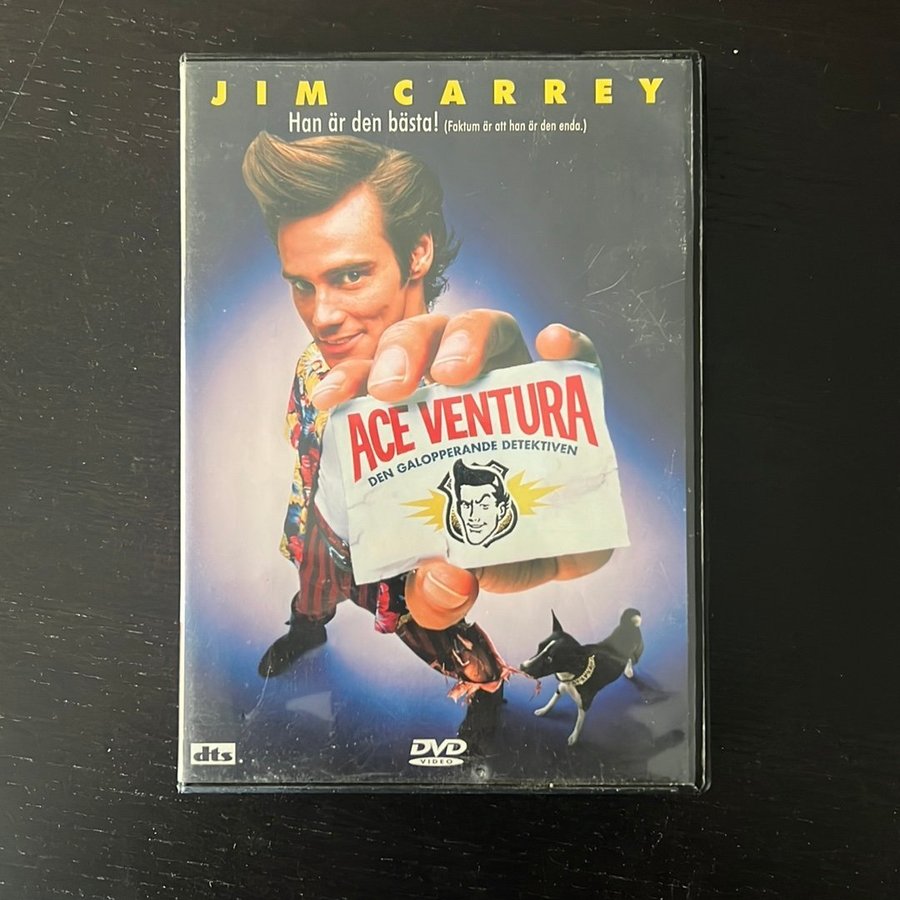 JIM CARREY
Han är den bästa! (Faktum är att han är den enda.)
ACE VENTURA
DEN GALOPPERANDE DETEKTIVEN
dts
DVD
VIDEO